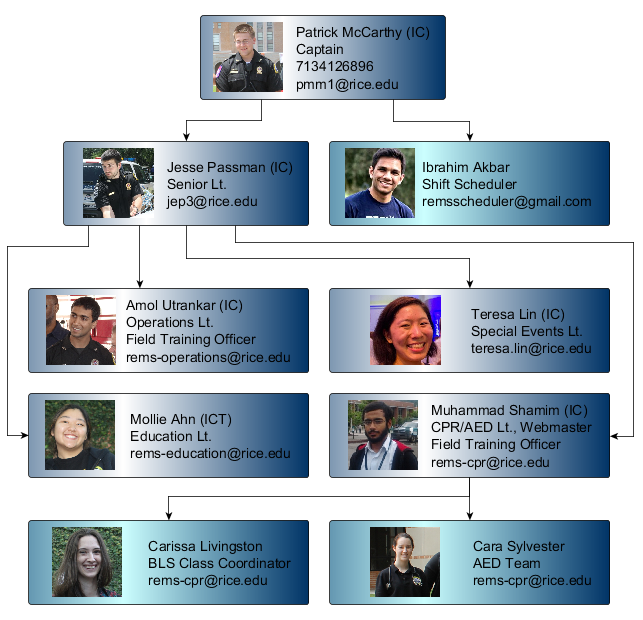 Patrick McCarthy (IC)
Captain
7134126896
pmm1@rice.edu
Jesse Passman (IC)
Senior Lt.
jep3@rice.edu
Ibrahim Akbar
Shift Scheduler
remsscheduler@gmail.com
Amol Utrankar (IC)
Operations Lt.
Field Training Officer
rems-operations@rice.edu
Teresa Lin (IC)
Special Events Lt.
teresa.lin@rice.edu
Mollie Ahn (ICT)
Education Lt.
rems-education@rice.edu
Muhammad Shamim (IC)
CPR/AED Lt., Webmaster
Field Training Officer
rems-cpr@rice.edu
Carissa Livingston
BLS Class Coordinator
rems-cpr@rice.edu
Cara Sylvester
AED Team
rems-cpr@rice.edu